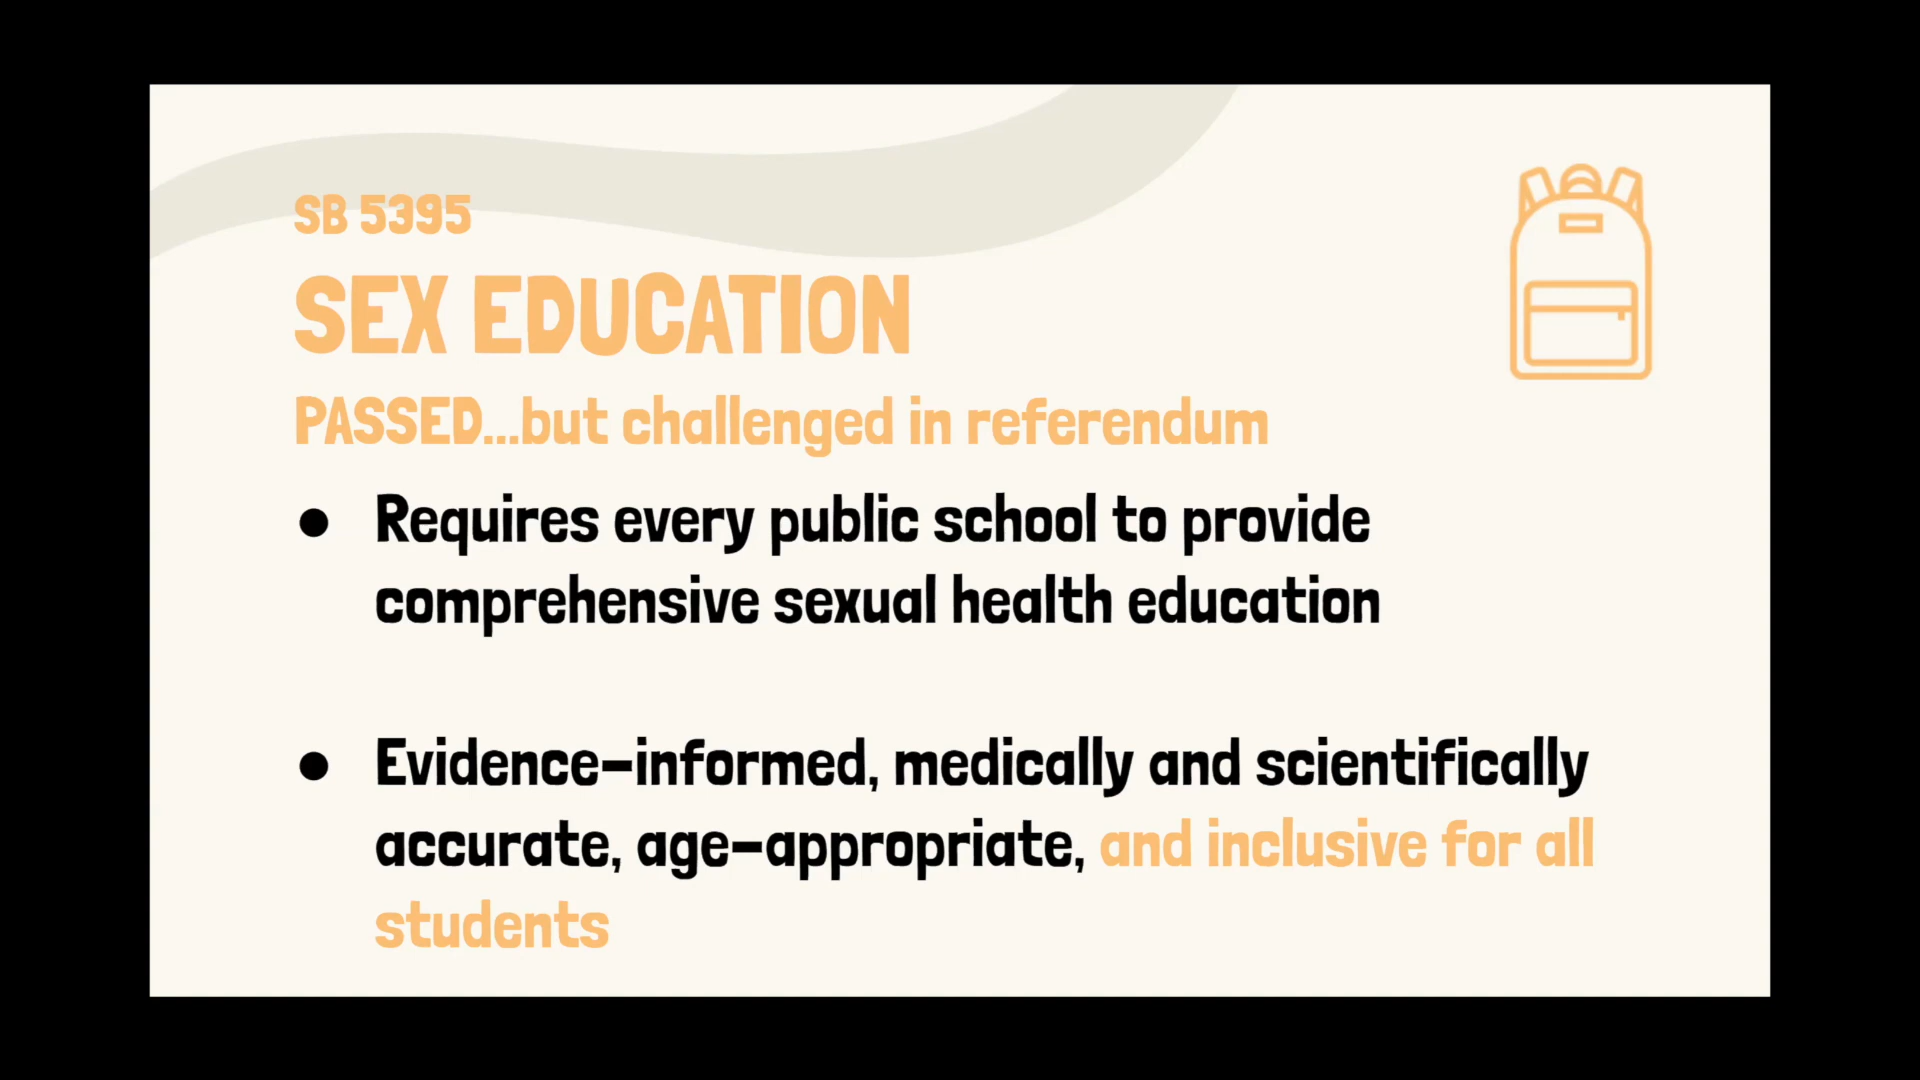 SB 5395
SEX EDUCATION
PASSED...but challenged in referendum
● Requires every public school to provide
comprehensive sexual health education
● Evidence-informed, medically and scientifically
accurate, age-appropriate, and inclusive for all
students